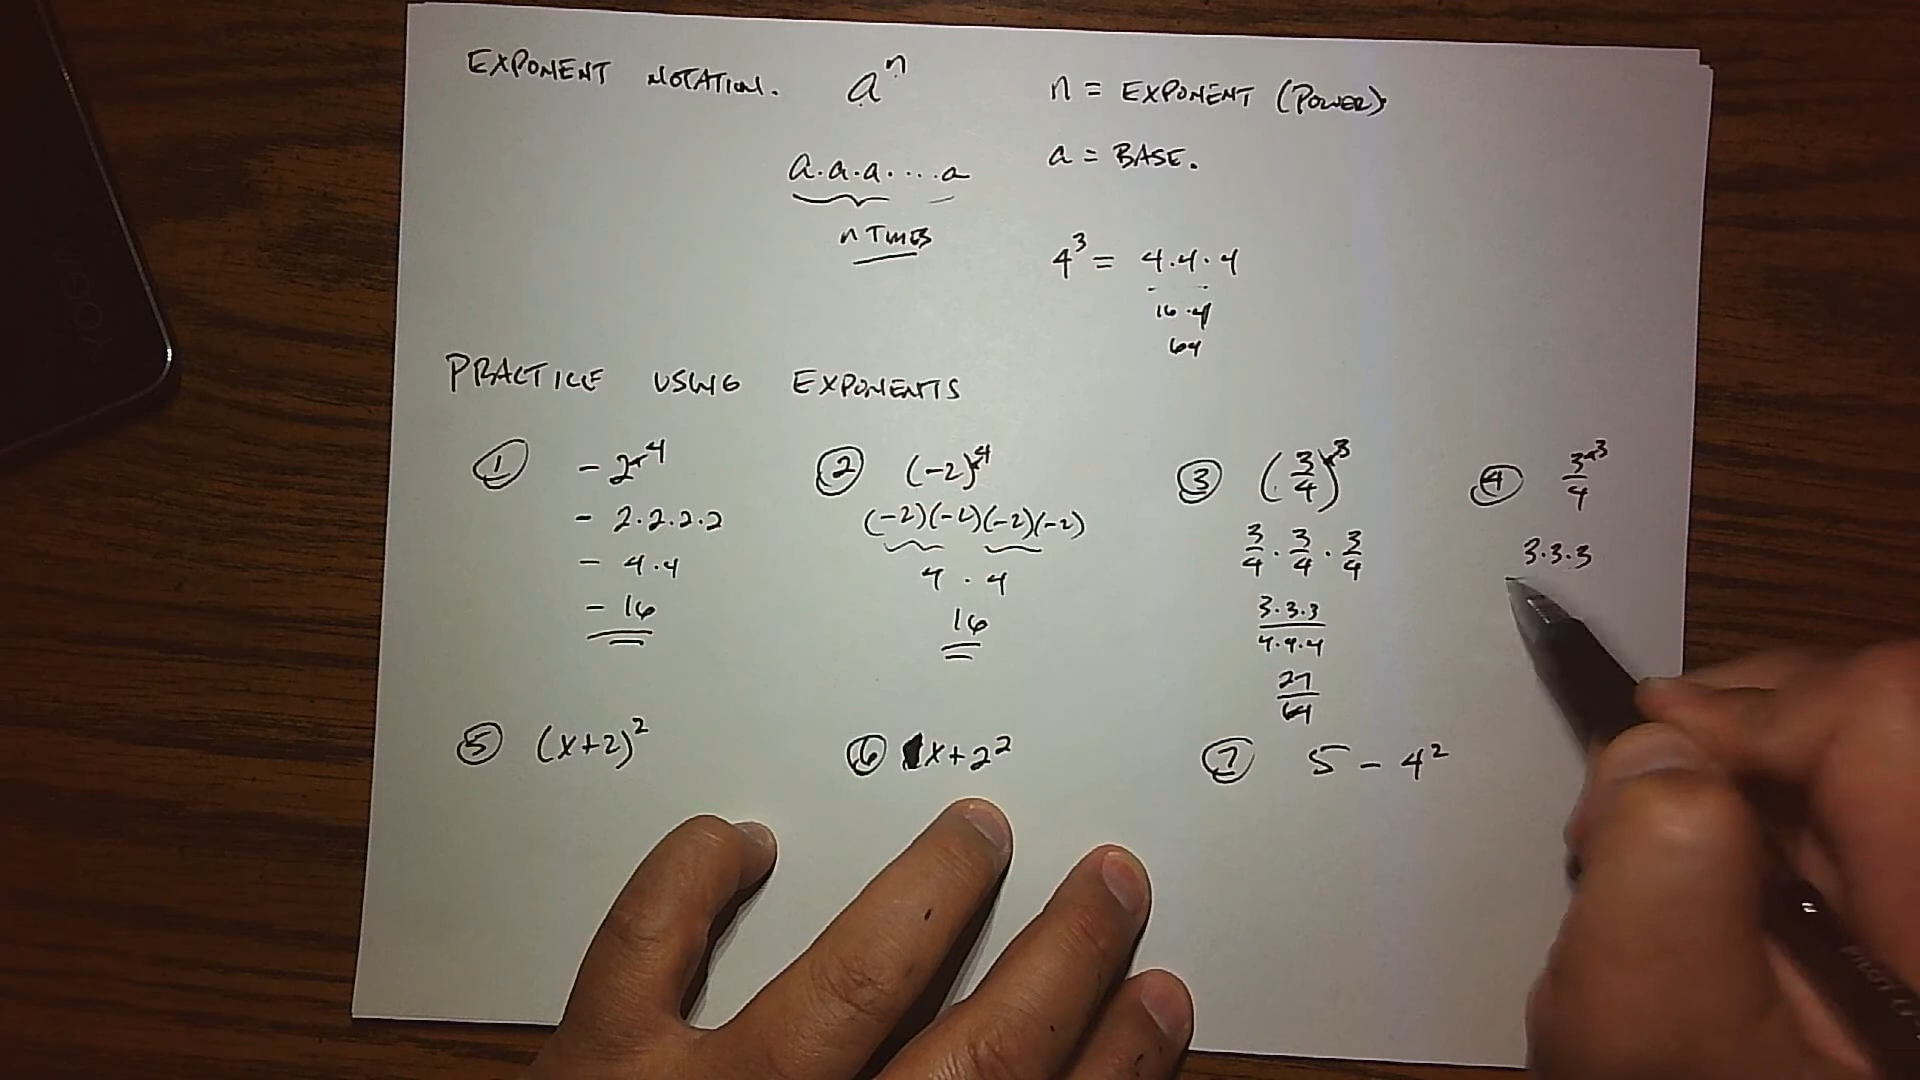 EXPONENT NOTATION. aⁿ n = EXPONENT (POWER)
a·a·a·...a a = BASE.
n TIMES
4³ = 4·4·4
16·4
64
PRACTICE USING EXPONENTS
① -2⁴
- 2·2·2·2
- 4·4
- 16
② (-2)⁴
(-2)(-2)(-2)(-2)
4 · 4
16
③ (3/4)³
3/4 · 3/4 · 3/4
3·3·3
4·4·4
27
64
④ 3³/4
3·3·3
⑤ (x+2)²
⑥ x+2²
⑦ 5 - 4²